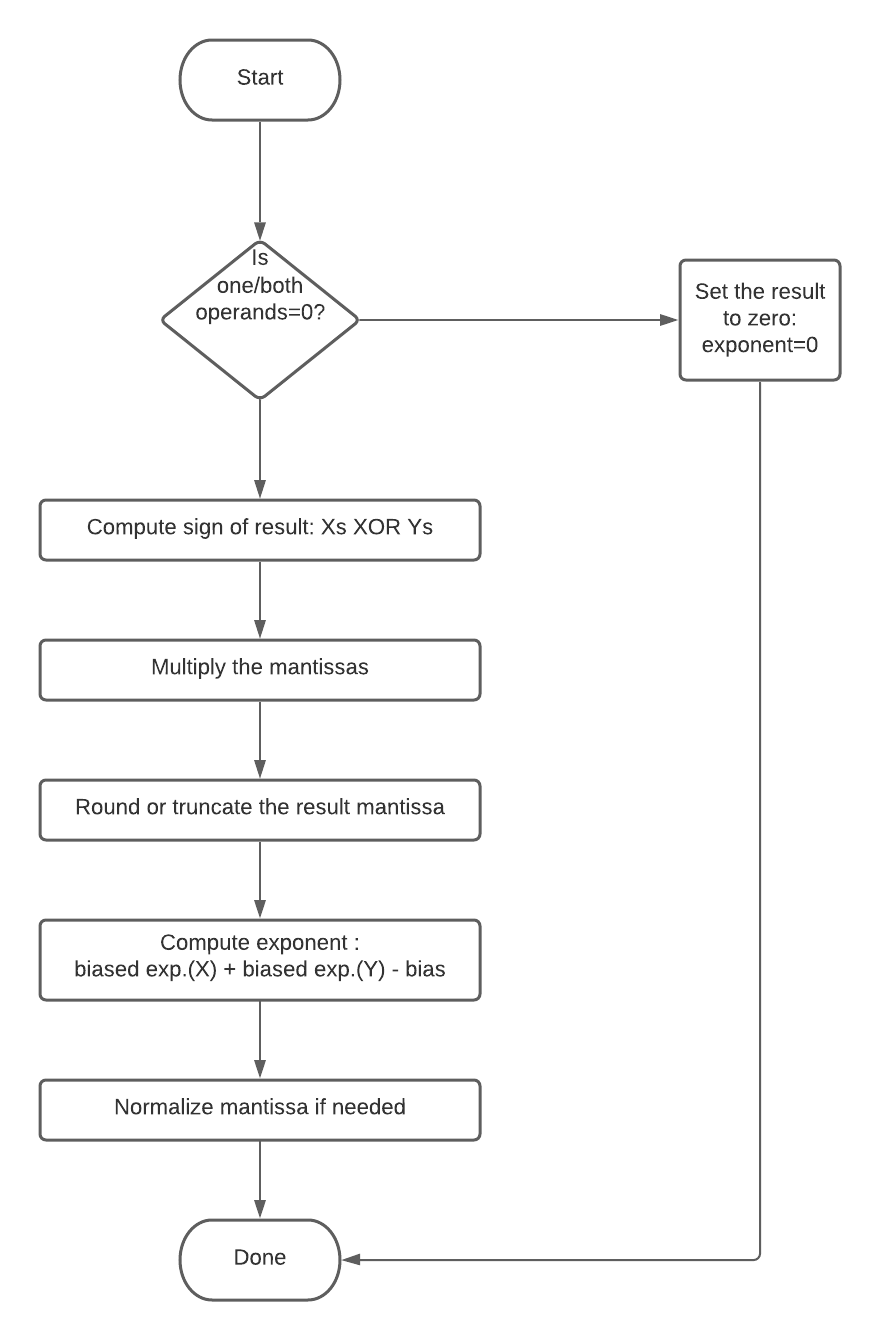 Start
Is
one/both
operands=0?
Set the result
to zero:
exponent=0
Compute sign of result: Xs XOR Ys
Multiply the mantissas
Round or truncate the result mantissa
Compute exponent :
biased exp.(X) + biased exp.(Y) - bias
Normalize mantissa if needed
Done